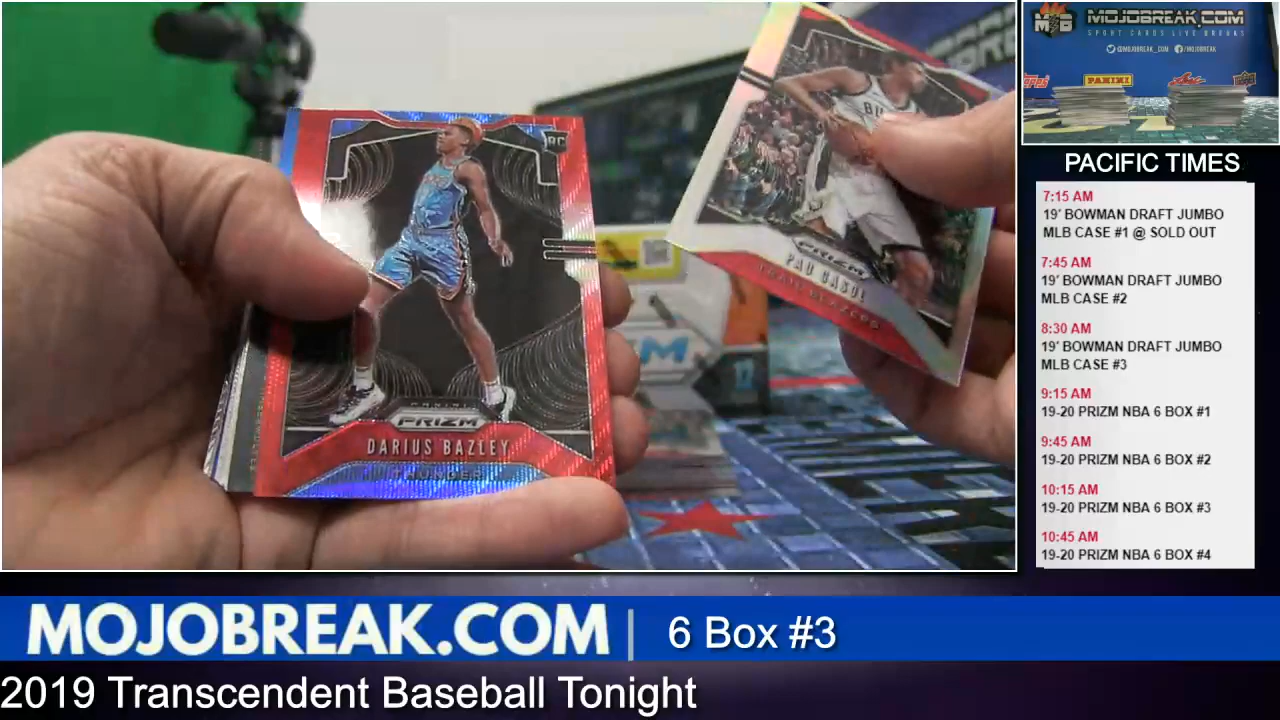 RC
PANINI
PRIZM
DARIUS BAZLEY
THUNDER
BU
PRIZM
PAU GASOL
TRAIL BLAZERS
MOJOBREAK.COM
SPORT CARDS LIVE BREAKS
@MOJOBREAK_COM /MOJOBREAK
PANINI
PACIFIC TIMES
7:15 AM
19' BOWMAN DRAFT JUMBO
MLB CASE #1 @ SOLD OUT
7:45 AM
19' BOWMAN DRAFT JUMBO
MLB CASE #2
8:30 AM
19' BOWMAN DRAFT JUMBO
MLB CASE #3
9:15 AM
19-20 PRIZM NBA 6 BOX #1
9:45 AM
19-20 PRIZM NBA 6 BOX #2
10:15 AM
19-20 PRIZM NBA 6 BOX #3
10:45 AM
19-20 PRIZM NBA 6 BOX #4
MOJOBREAK.COM | 6 Box #3
2019 Transcendent Baseball Tonight